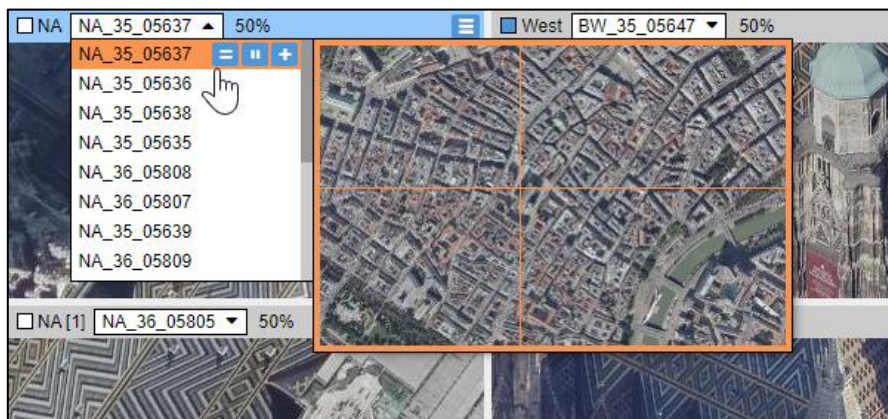 NA NA_35_05637 50%
West BW_35_05647 50%
NA_35_05637
NA_35_05636
NA_35_05638
NA_35_05635
NA_36_05808
NA_36_05807
NA_35_05639
NA_36_05809
NA [1] NA_36_05805 50%